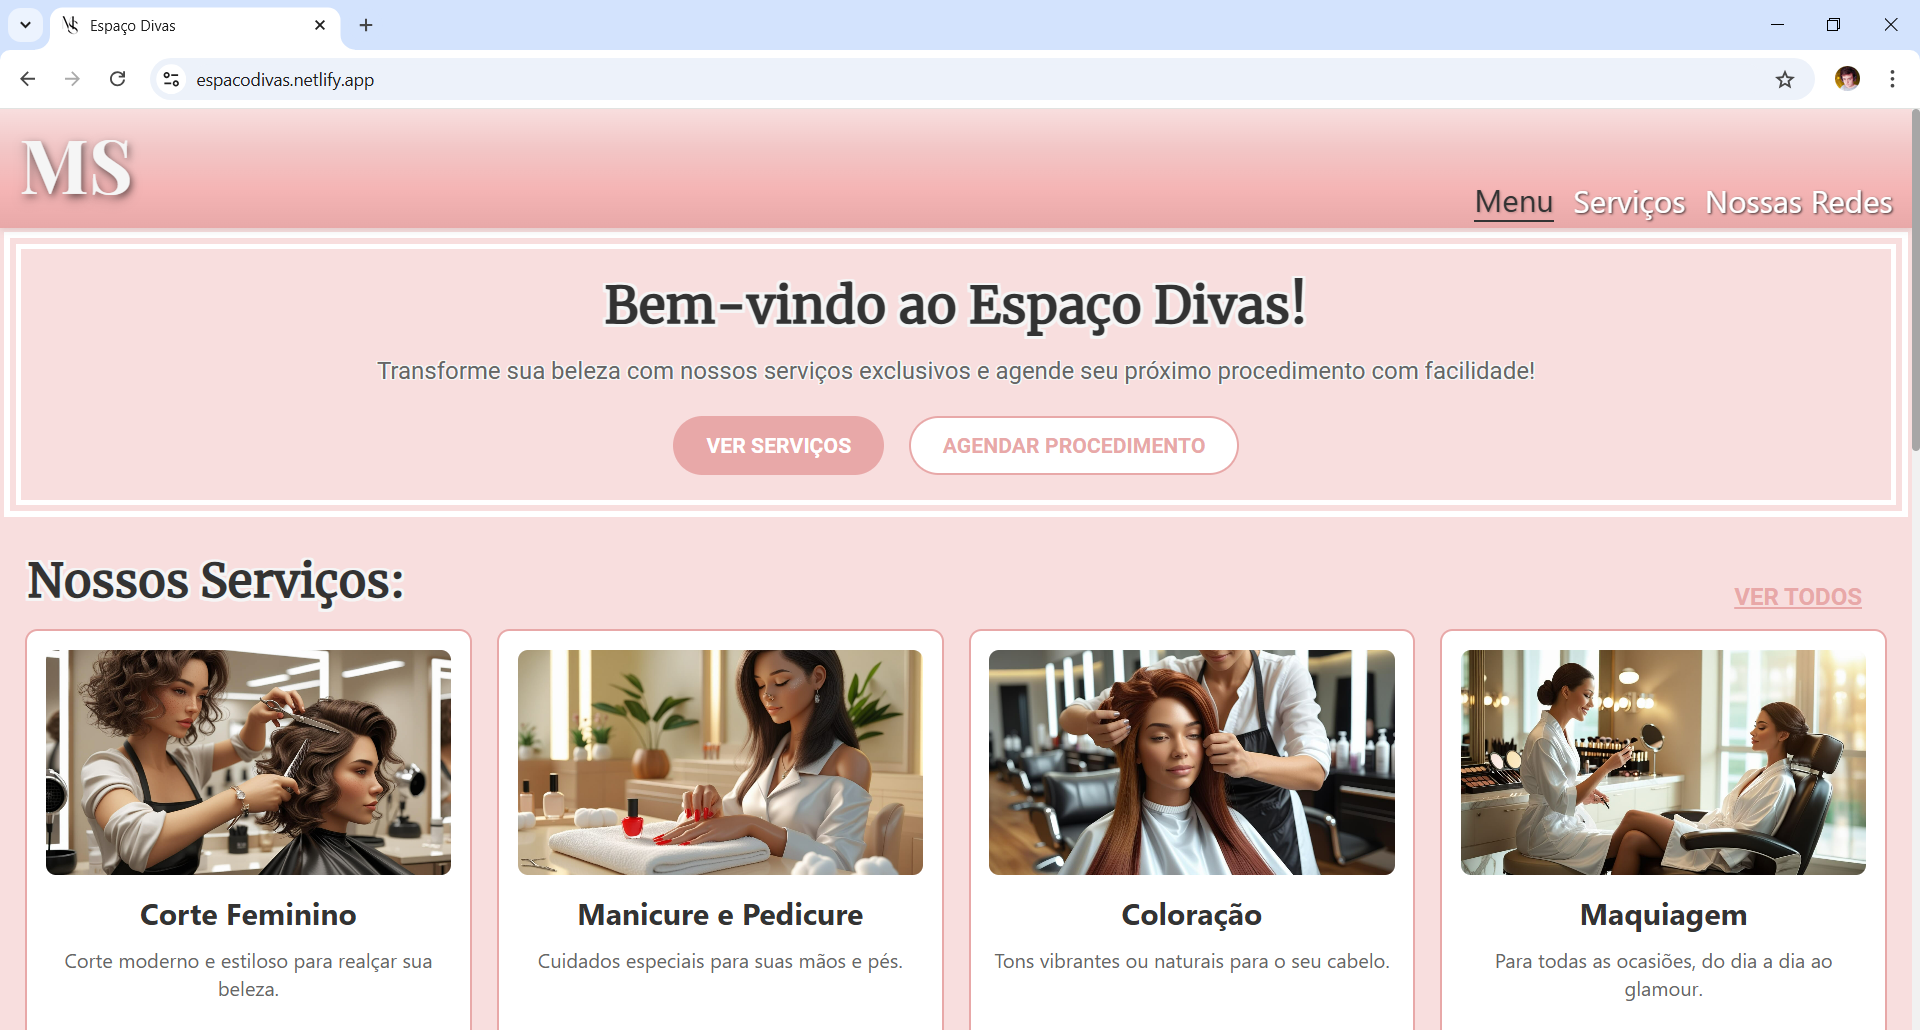 Espaço Divas
espacodivas.netlify.app
MS
Menu Serviços Nossas Redes
Bem-vindo ao Espaço Divas!
Transforme sua beleza com nossos serviços exclusivos e agende seu próximo procedimento com facilidade!
VER SERVIÇOS AGENDAR PROCEDIMENTO
Nossos Serviços:
VER TODOS
Corte Feminino
Corte moderno e estiloso para realçar sua
beleza.
Manicure e Pedicure
Cuidados especiais para suas mãos e pés.
Coloração
Tons vibrantes ou naturais para o seu cabelo.
Maquiagem
Para todas as ocasiões, do dia a dia ao
glamour.